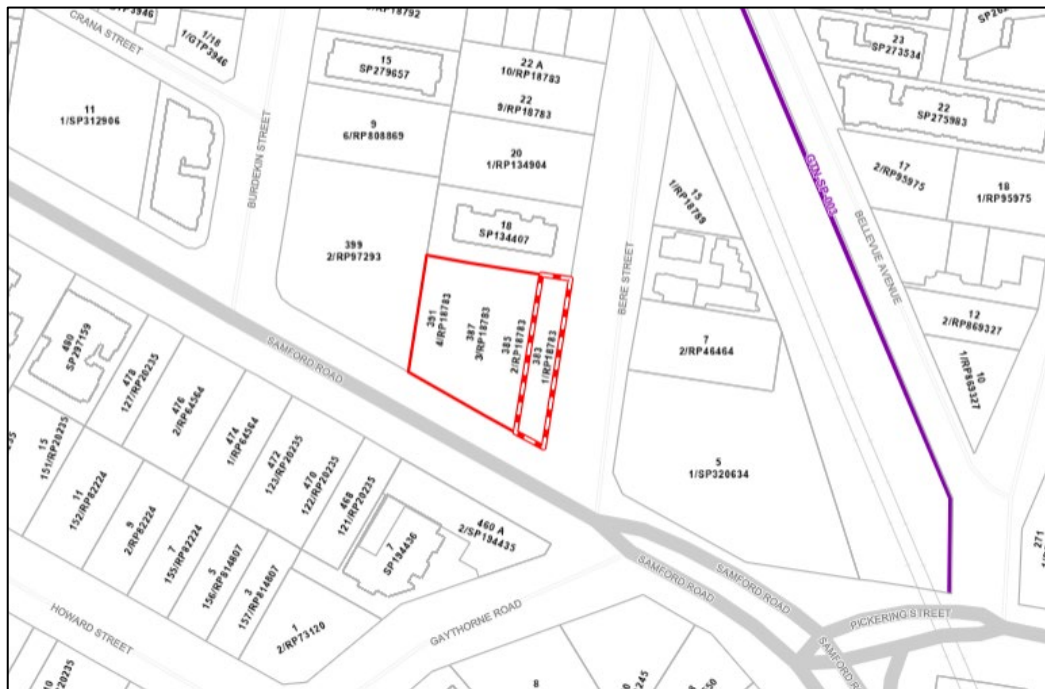 CRANA STREET
GTP3946
1/18
1/GTP3946
/RP18792
11
1/SP312906
15
SP279657
22 A
10/RP18783
22
9/RP18783
23
SP273534
22
SP275983
9
6/RP808869
20
1/RP134904
17
2/RP95975
18
1/RP95975
BURDEKIN STREET
15
1/RP18789
GTN-SP-003
BELLEVUE AVENUE
18
SP134407
399
2/RP97293
BERE STREET
391
4/RP18783
387
3/RP18783
385
2/RP18783
383
1/RP18783
12
2/RP869327
10
1/RP869327
7
2/RP46464
480
SP297159
SAMFORD ROAD
478
127/RP20235
476
2/RP64564
474
1/RP64564
472
123/RP20235
470
122/RP20235
468
121/RP20235
460 A
2/SP194435
5
1/SP320634
15
151/RP20235
11
152/RP82224
9
2/RP82224
7
155/RP82224
5
156/RP814807
3
157/RP814807
1
2/RP73120
7
SP194436
271
SAMFORD ROAD
SAMFORD ROAD
PICKERING STREET
HOWARD STREET
GAYTHORNE ROAD
8